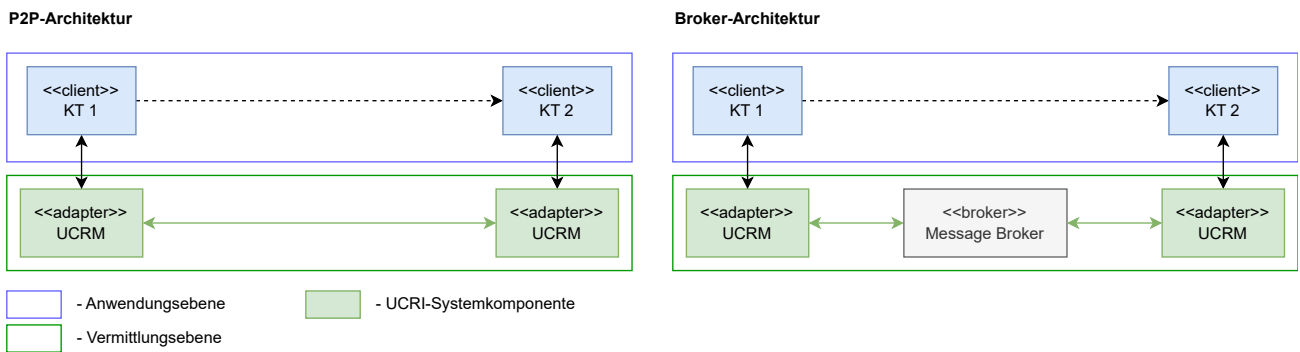 P2P-Architektur
<<client>>
KT 1
<<client>>
KT 2
<<adapter>>
UCRM
<<adapter>>
UCRM
Broker-Architektur
<<client>>
KT 1
<<client>>
KT 2
<<adapter>>
UCRM
<<broker>>
Message Broker
<<adapter>>
UCRM
- Anwendungsebene
- UCRI-Systemkomponente
- Vermittlungsebene